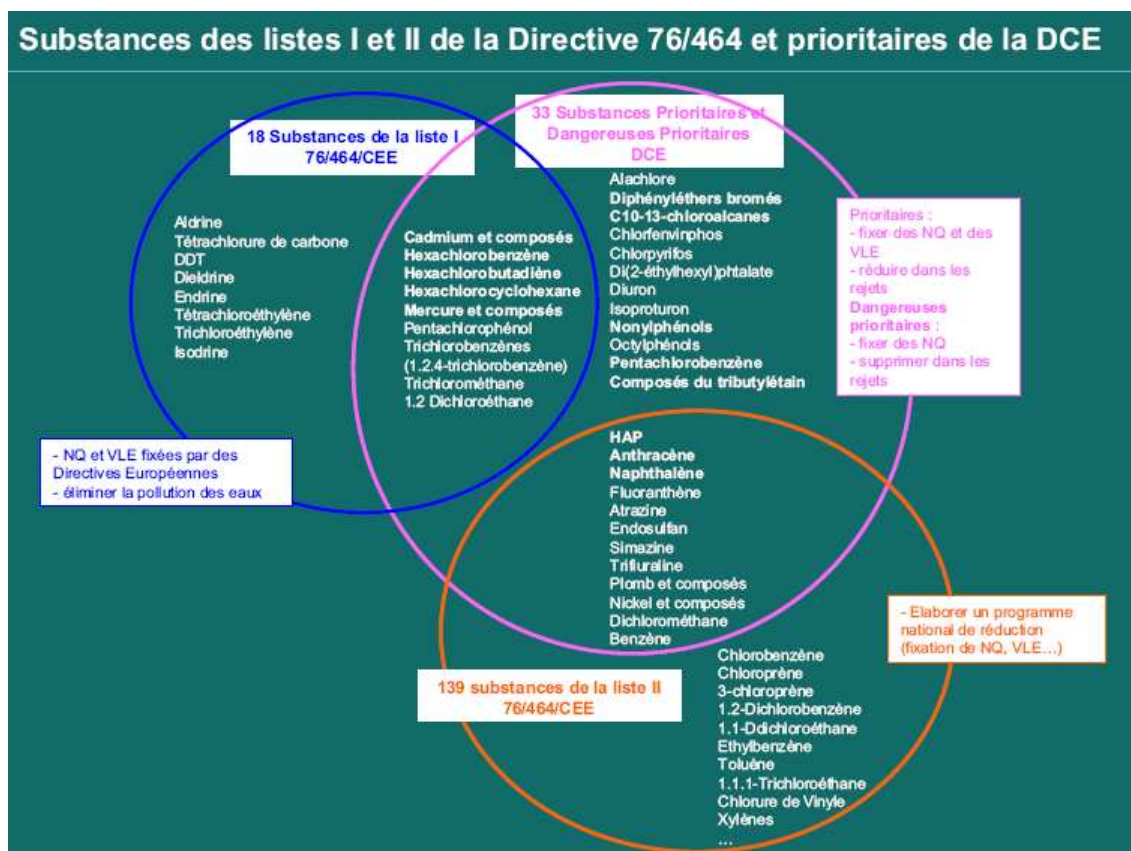 Substances des listes I et II de la Directive 76/464 et prioritaires de la DCE
18 Substances de la liste I
76/464/CEE
33 Substances Prioritaires et
Dangereuses Prioritaires
DCE
Aldrine
Tétrachlorure de carbone
DDT
Dieldrine
Endrine
Tétrachloroéthylène
Trichloroéthylène
Isodrine
Cadmium et composés
Hexachlorobenzène
Hexachlorobutadiène
Hexachlorocyclohexane
Mercure et composés
Pentachlorophénol
Trichlorobenzènes
(1.2.4-trichlorobenzène)
Trichlorométhane
1.2 Dichloroéthane
Alachlore
Diphényléthers bromés
C10-13-chloroalcanes
Chlorfenvinphos
Chlorpyrifos
Di(2-éthylhexyl)phtalate
Diuron
Isoproturon
Nonylphénols
Octylphénols
Pentachlorobenzène
Composés du tributylétain
Prioritaires :
- fixer des NQ et des
VLE
- réduire dans les
rejets
Dangereuses
prioritaires :
- fixer des NQ
- supprimer dans les
rejets
- NQ et VLE fixées par des
Directives Européennes
- éliminer la pollution des eaux
HAP
Anthracène
Naphthalène
Fluoranthène
Atrazine
Endosulfan
Simazine
Trifluraline
Plomb et composés
Nickel et composés
Dichlorométhane
Benzène
- Elaborer un programme
national de réduction
(fixation de NQ, VLE...)
139 substances de la liste II
76/464/CEE
Chlorobenzène
Chloroprène
3-chloroprène
1.2-Dichlorobenzène
1.1-Ddichloroéthane
Ethylbenzène
Toluène
1.1.1-Trichloroéthane
Chlorure de Vinyle
Xylènes
...